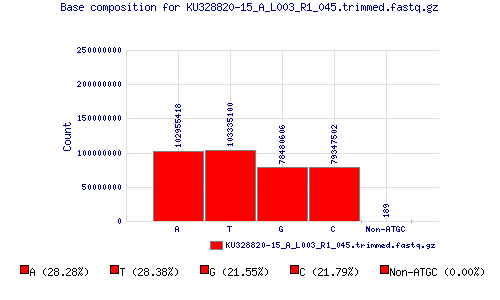 Base composition for KU328820-15_A_L003_R1_045.trimmed.fastq.gz
250000000
200000000
150000000
100000000
50000000
0
Count
102955418
103335100
78480606
79347502
189
A T G C Non-ATGC
KU328820-15_A_L003_R1_045.trimmed.fastq.gz
A (28.28%) T (28.38%) G (21.55%) C (21.79%) Non-ATGC (0.00%)